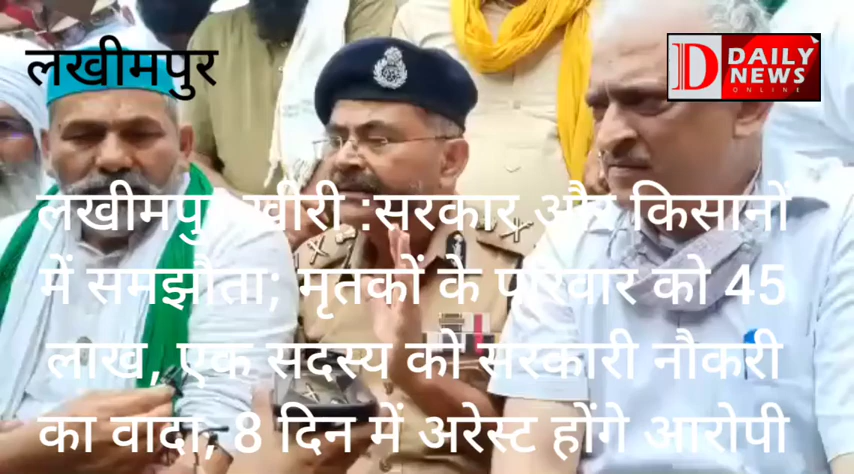 लखीमपुर
DAILY
NEWS
ONLINE
लखीमपुर खीरी :सरकार और किसानों
में समझौता; मृतकों के परिवार को 45
लाख, एक सदस्य को सरकारी नौकरी
का वादा, 8 दिन में अरेस्ट होंगे आरोपी